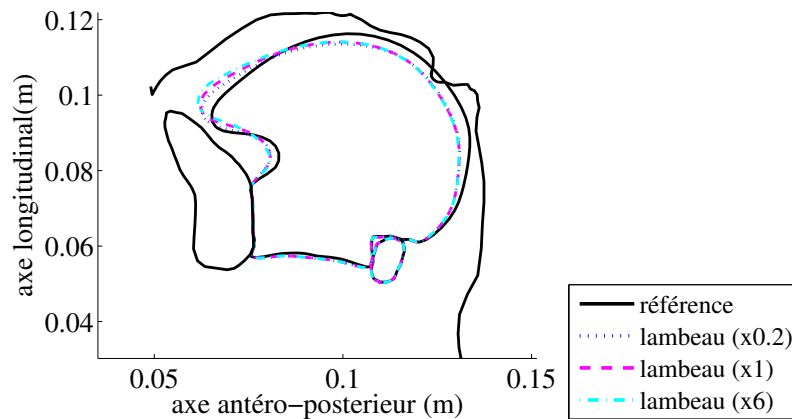 0.12
0.1
0.08
0.06
0.04
axe longitudinal(m)
0.05
0.1
0.15
axe antéro−posterieur (m)
référence
lambeau (x0.2)
lambeau (x1)
lambeau (x6)